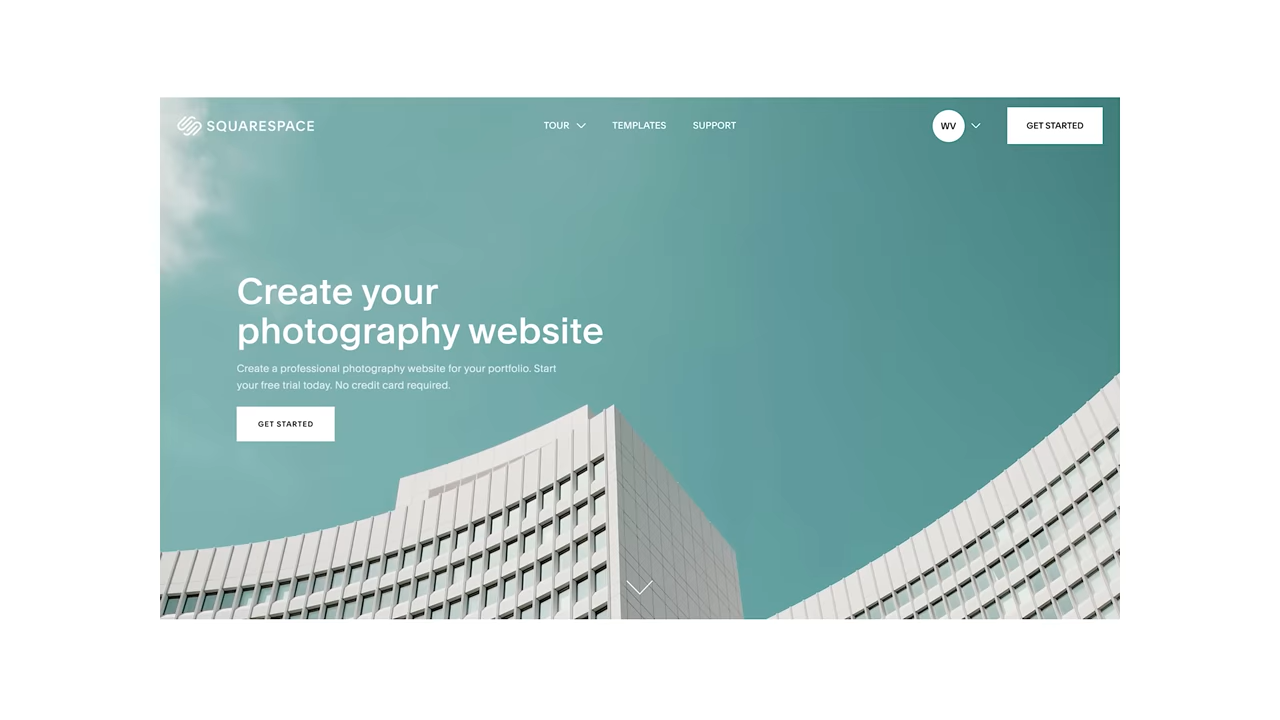 SQUARESPACE
TOUR
TEMPLATES
SUPPORT
WV
GET STARTED
Create your
photography website
Create a professional photography website for your portfolio. Start
your free trial today. No credit card required.
GET STARTED